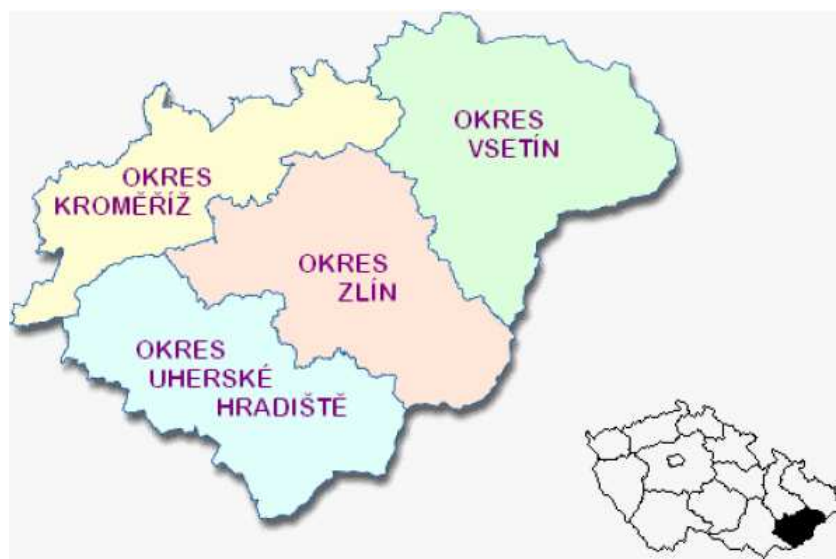 OKRES
VSETÍN
OKRES
KROMĚŘÍŽ
OKRES
ZLÍN
OKRES
UHERSKÉ
HRADIŠTĚ